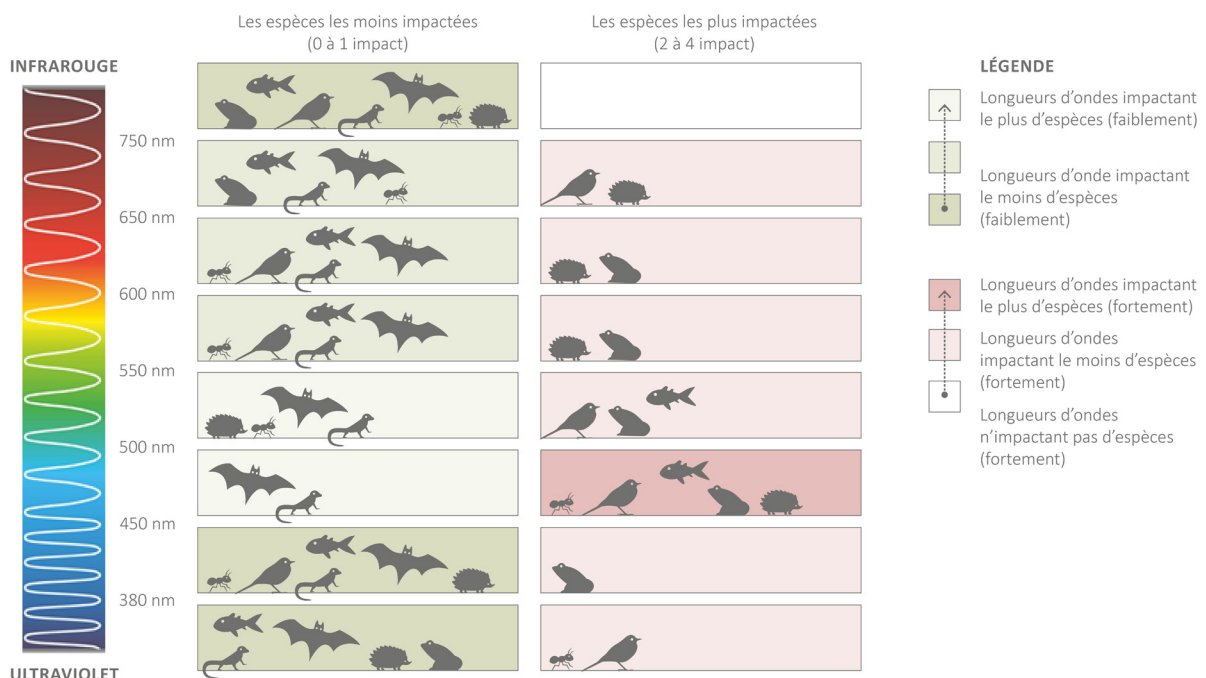 Les espèces les moins impactées
(0 à 1 impact)
Les espèces les plus impactées
(2 à 4 impact)
INFRAROUGE
750 nm
650 nm
600 nm
550 nm
500 nm
450 nm
380 nm
ULTRAVIOLET
LÉGENDE
Longueurs d'ondes impactant
le plus d'espèces (faiblement)
Longueurs d'onde impactant
le moins d'espèces
(faiblement)
Longueurs d'ondes impactant
le plus d'espèces (fortement)
Longueurs d'ondes
impactant le moins d'espèces
(fortement)
Longueurs d'ondes
n'impactant pas d'espèces
(fortement)